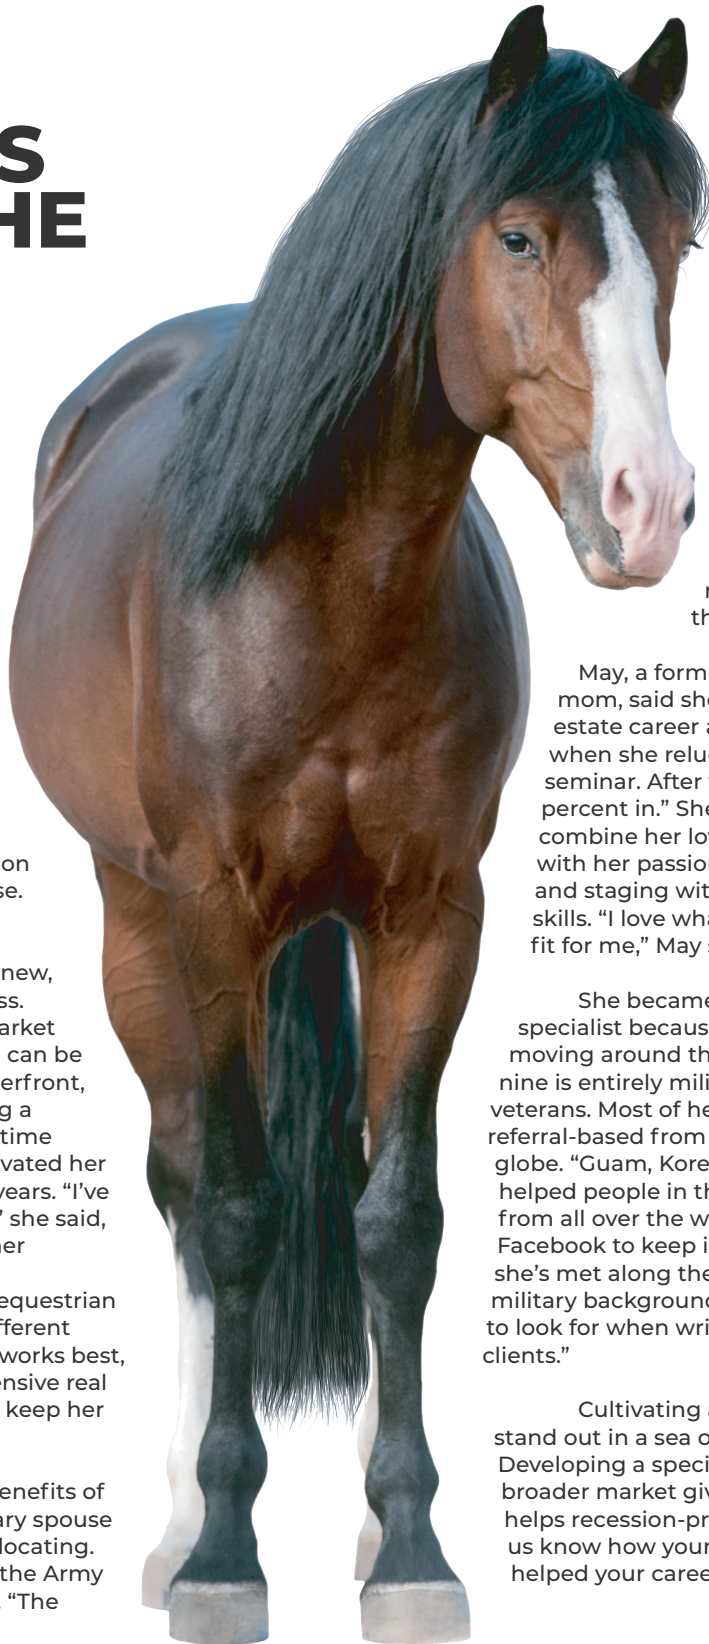 S
HE
on
se.
new,
ss.
arket
can be
erfront,
g a
time
vated her
years. “I’ve
” she said,
her
equestrian
fferent
works best,
ensive real
keep her
enefits of
ary spouse
locating.
the Army
. “The
th
May, a forme
mom, said she
estate career a
when she reluc
seminar. After
percent in.” She
combine her lov
with her passion
and staging wit
skills. “I love wha
fit for me,” May s
She became
specialist becaus
moving around th
nine is entirely mili
veterans. Most of he
referral-based from
globe. “Guam, Kore
helped people in th
from all over the w
Facebook to keep i
she’s met along the
military background
to look for when wri
clients.”
Cultivating a
stand out in a sea o
Developing a speci
broader market giv
helps recession-pr
us know how your
helped your caree